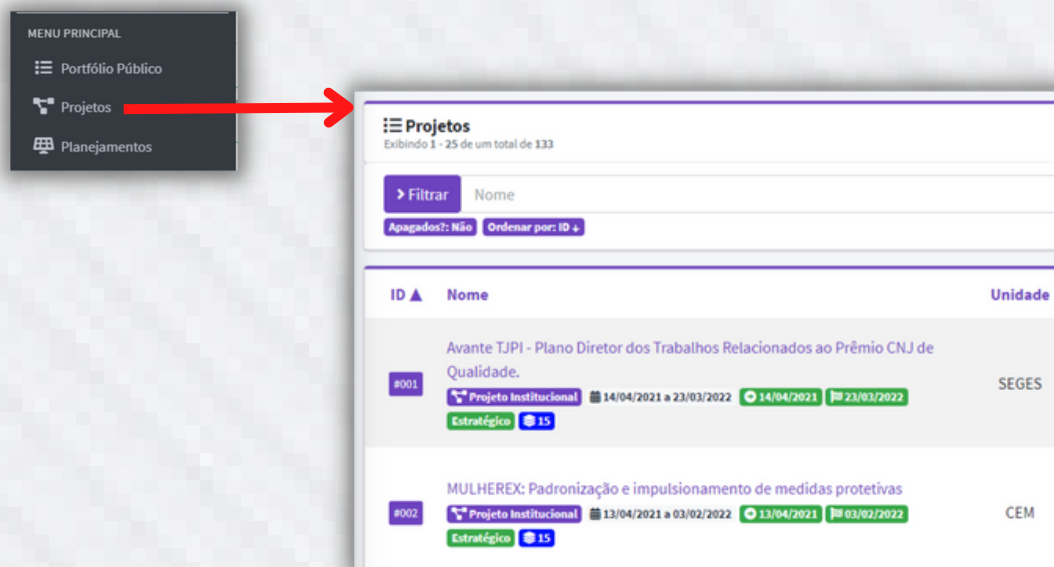 MENU PRINCIPAL
Portfólio Público
Projetos
Planejamentos
Projetos
Exibindo 1 - 25 de um total de 133
Filtrar Nome
Apagados?: Não Ordenar por: ID ↓
ID ▲ Nome Unidade
Avante TJPI - Plano Diretor dos Trabalhos Relacionados ao Prêmio CNJ de
Qualidade.
#001 SEGES
Projeto Institucional 14/04/2021 a 23/03/2022 14/04/2021 23/03/2022
Estratégico 15
MULHEREX: Padronização e impulsionamento de medidas protetivas
#002 CEM
Projeto Institucional 13/04/2021 a 03/02/2022 13/04/2021 03/02/2022
Estratégico 15